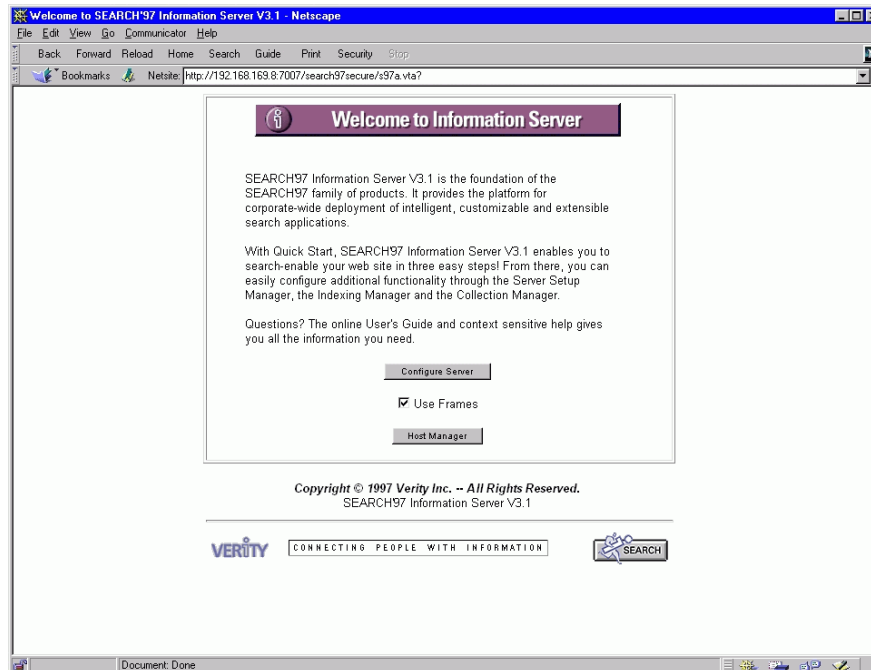 Welcome to SEARCH'97 Information Server V3.1 - Netscape
File Edit View Go Communicator Help
Back Forward Reload Home Search Guide Print Security Stop
Bookmarks Netsite: http://192.168.169.8:7007/search97secure/s97a.vta?
Welcome to Information Server
SEARCH'97 Information Server V3.1 is the foundation of the
SEARCH'97 family of products. It provides the platform for
corporate-wide deployment of intelligent, customizable and extensible
search applications.
With Quick Start, SEARCH'97 Information Server V3.1 enables you to
search-enable your web site in three easy steps! From there, you can
easily configure additional functionality through the Server Setup
Manager, the Indexing Manager and the Collection Manager.
Questions? The online User's Guide and context sensitive help gives
you all the information you need.
Configure Server
Use Frames
Host Manager
Copyright © 1997 Verity Inc. -- All Rights Reserved.
SEARCH'97 Information Server V3.1
VERITY CONNECTING PEOPLE WITH INFORMATION SEARCH
Document: Done